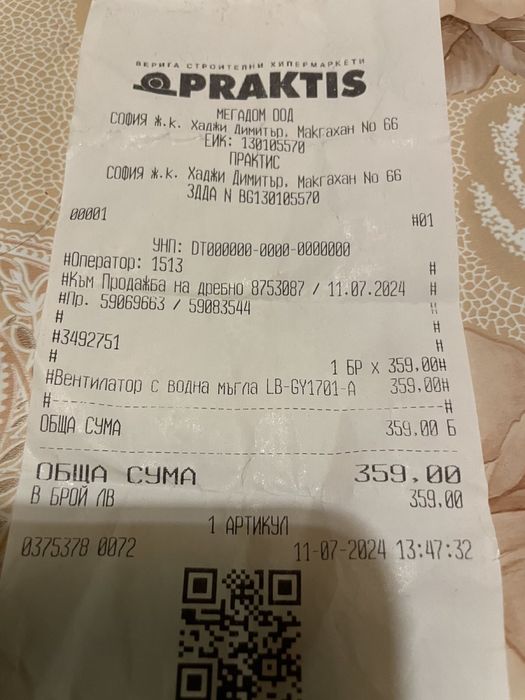 ВЕРИГА СТРОИТЕЛНИ ХИПЕРМАРКЕТИ
PRAKTIS
МЕГАДОМ ООД
СОФИЯ ж.к. Хаджи Димитър, Макгахан No 66
ЕИК: 130105570
ПРАКТИС
СОФИЯ ж.к. Хаджи Димитър, Макгахан No 66
ЗДДА N BG130105570
00001 #01
УНП: DT000000-0000-0000000
#Оператор: 1513 #
#Към Продажба на дребно 8753087 / 11.07.2024 #
#Пр. 59069663 / 59083544 #
# #
#3492751 #
# 1 БР x 359.00#
#Вентилатор с водна мъгла LB-GY1701-A 359.00#
#--------------------------------------#
ОБЩА СУМА 359.00 Б
ОБЩА СУМА 359,00
В БРОЙ ЛВ 359.00
1 АРТИКУЛ
0375378 0072 11-07-2024 13:47:32